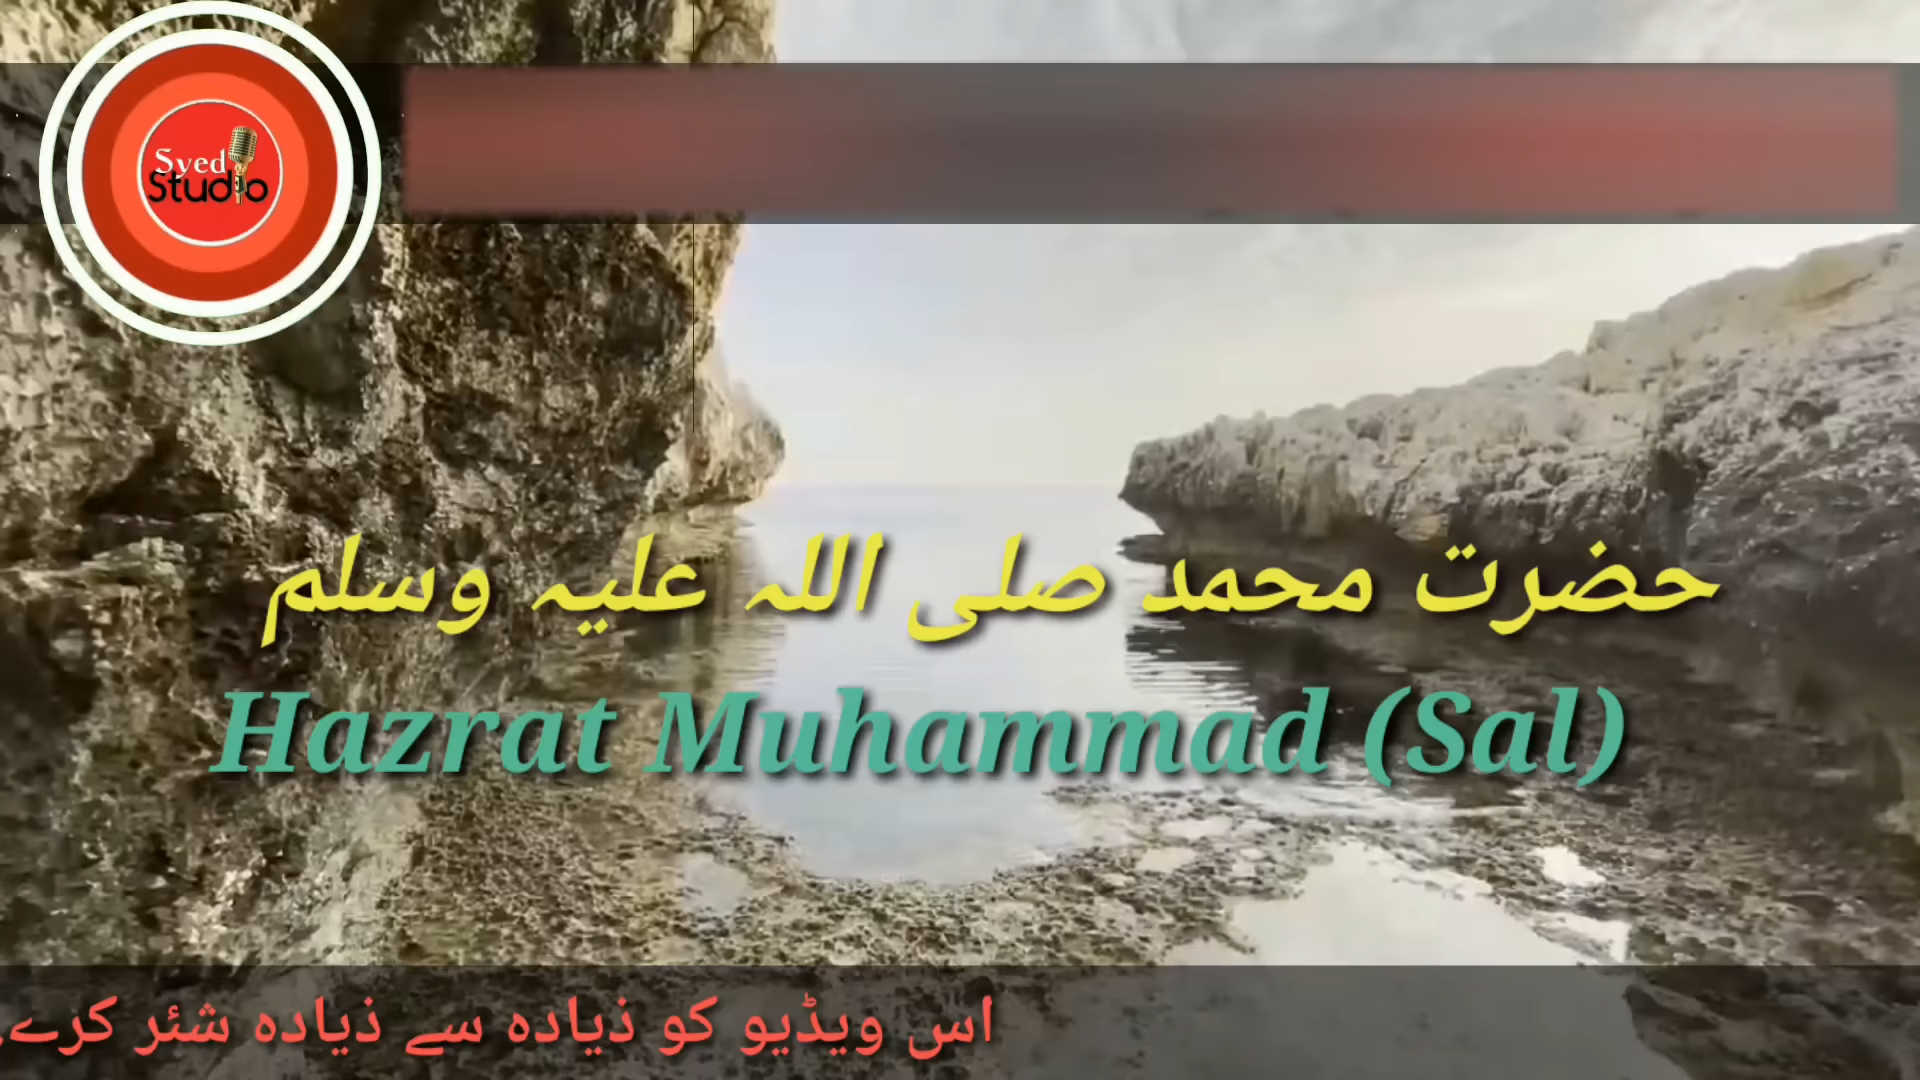 Syed
Studio
حضرت محمد صلی اللہ علیہ وسلم
Hazrat Muhammad (Sal)
اس ویڈیو کو ذیادہ سے ذیادہ شئر کرے